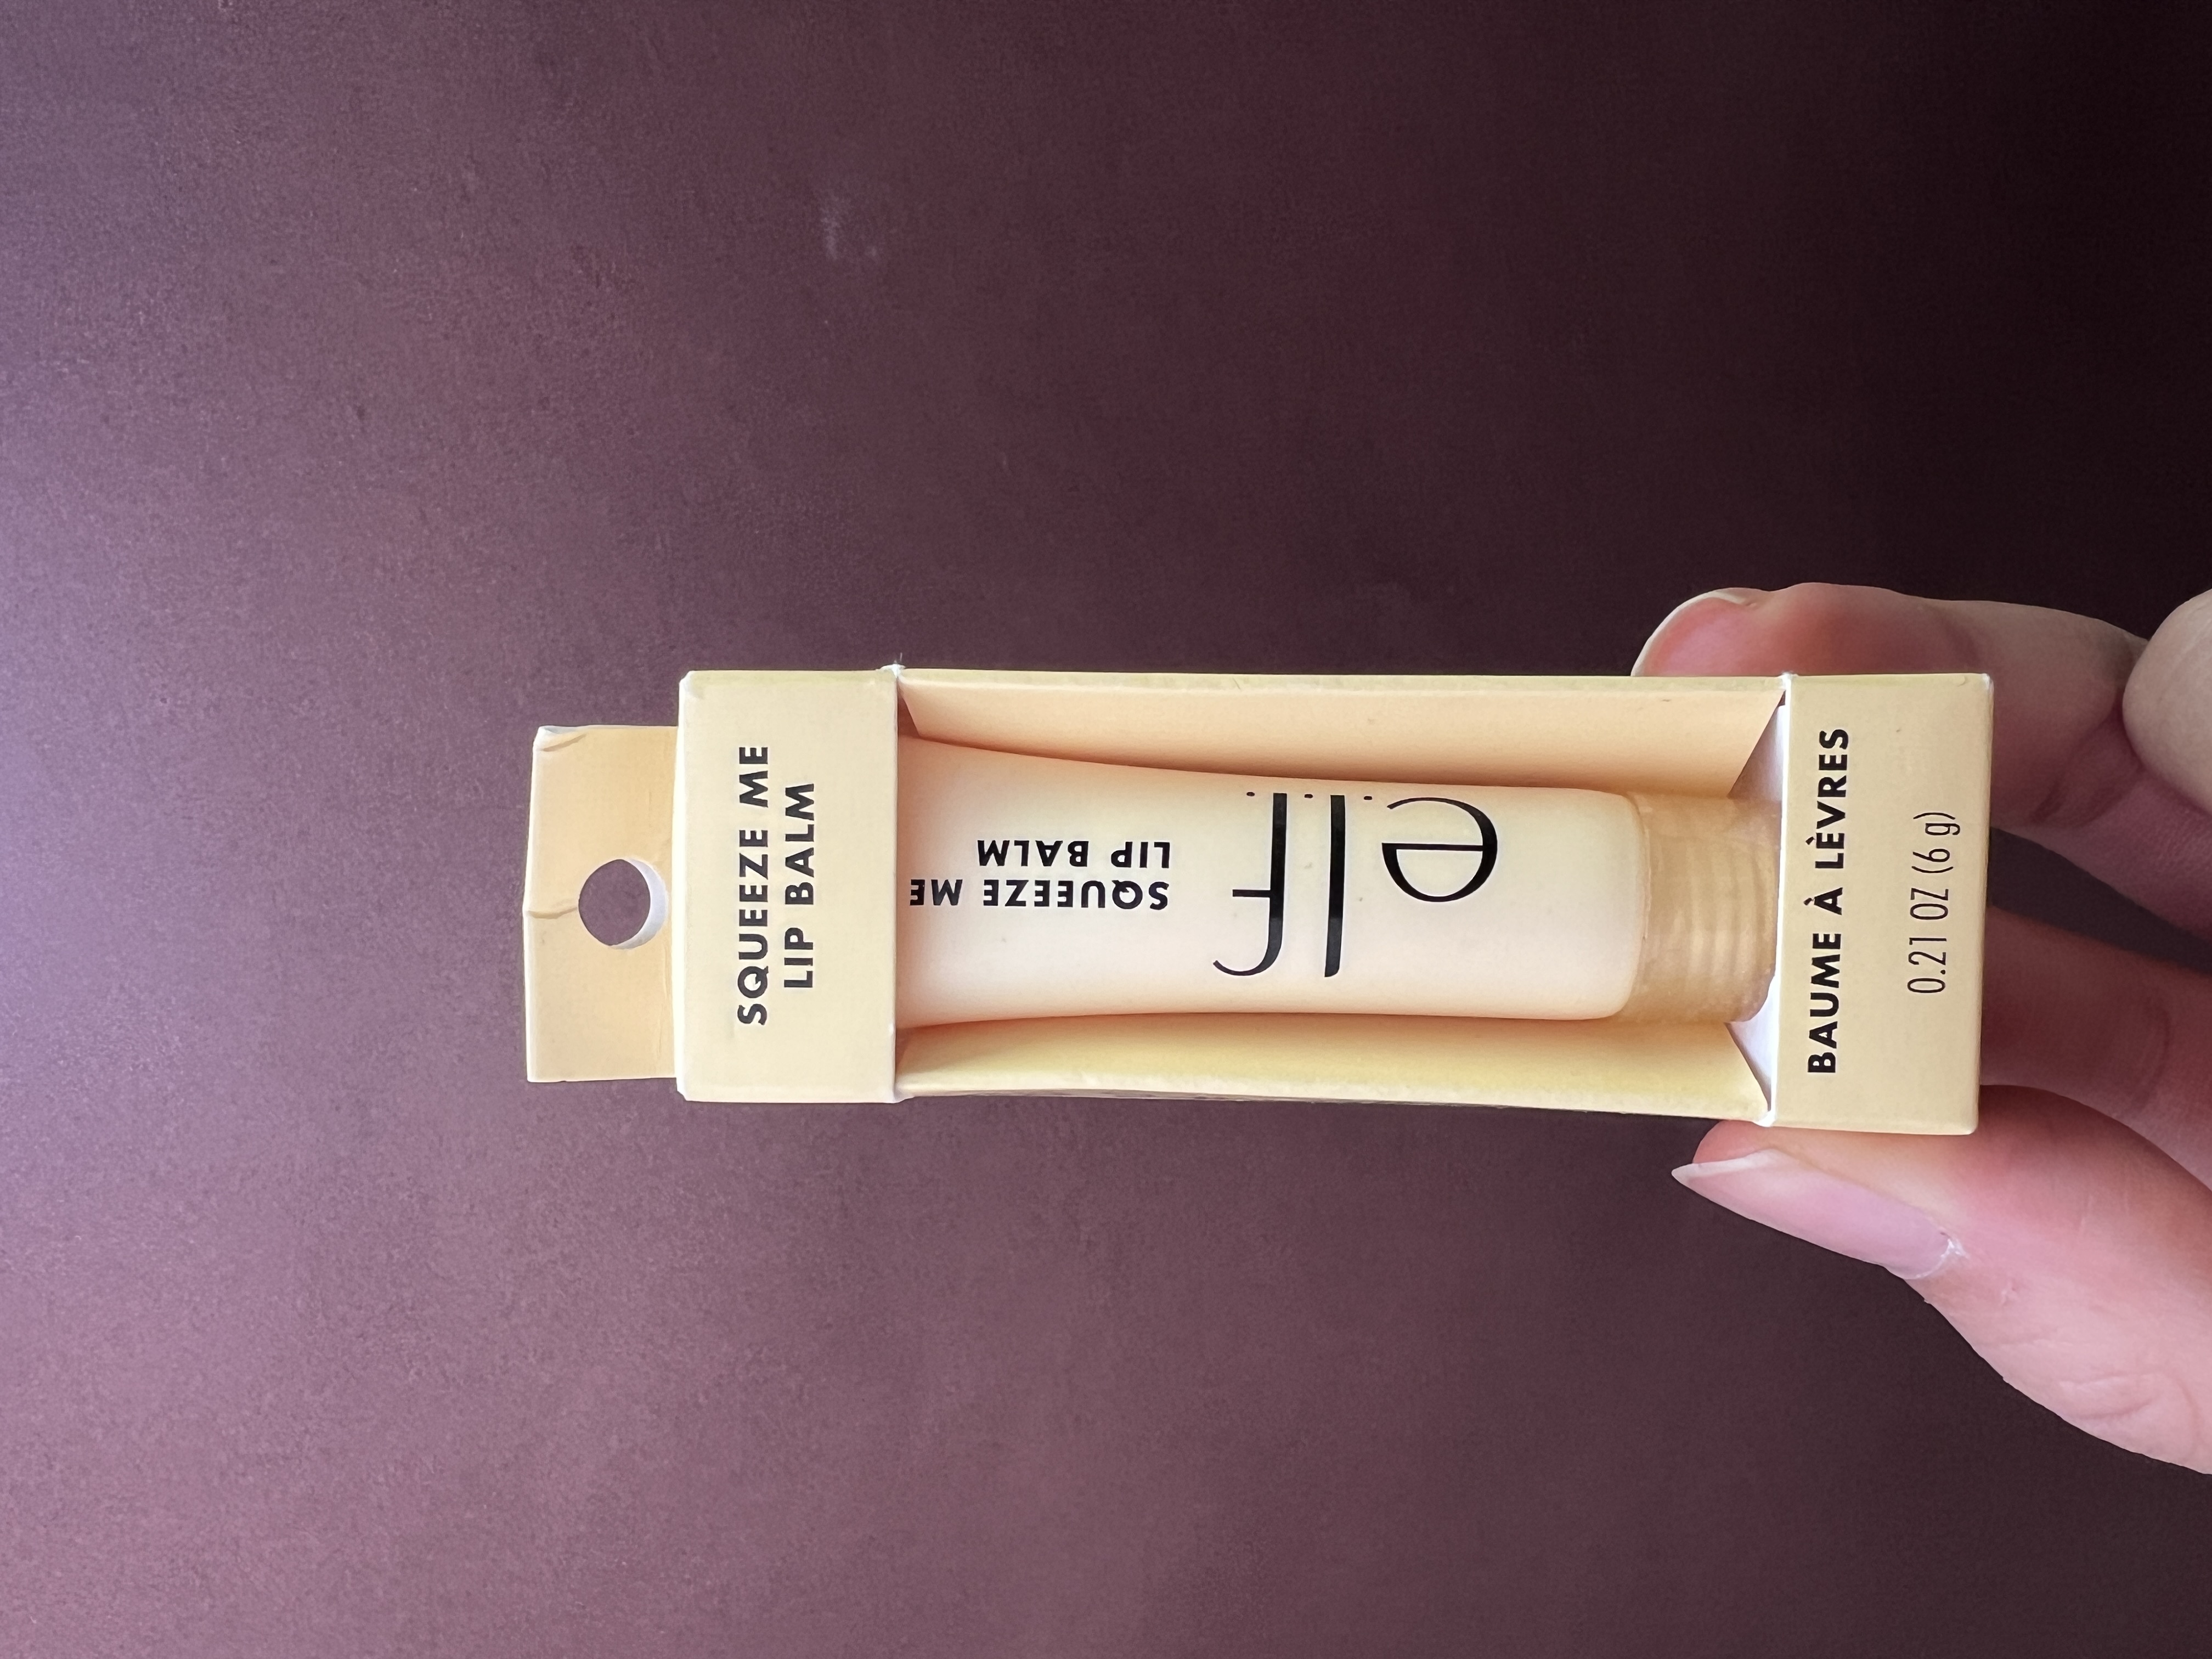 SQUEEZE ME
LIP BALM
e.l.f.
SQUEEZE ME
LIP BALM
BAUME À LÈVRES
0.21 OZ (6 g)